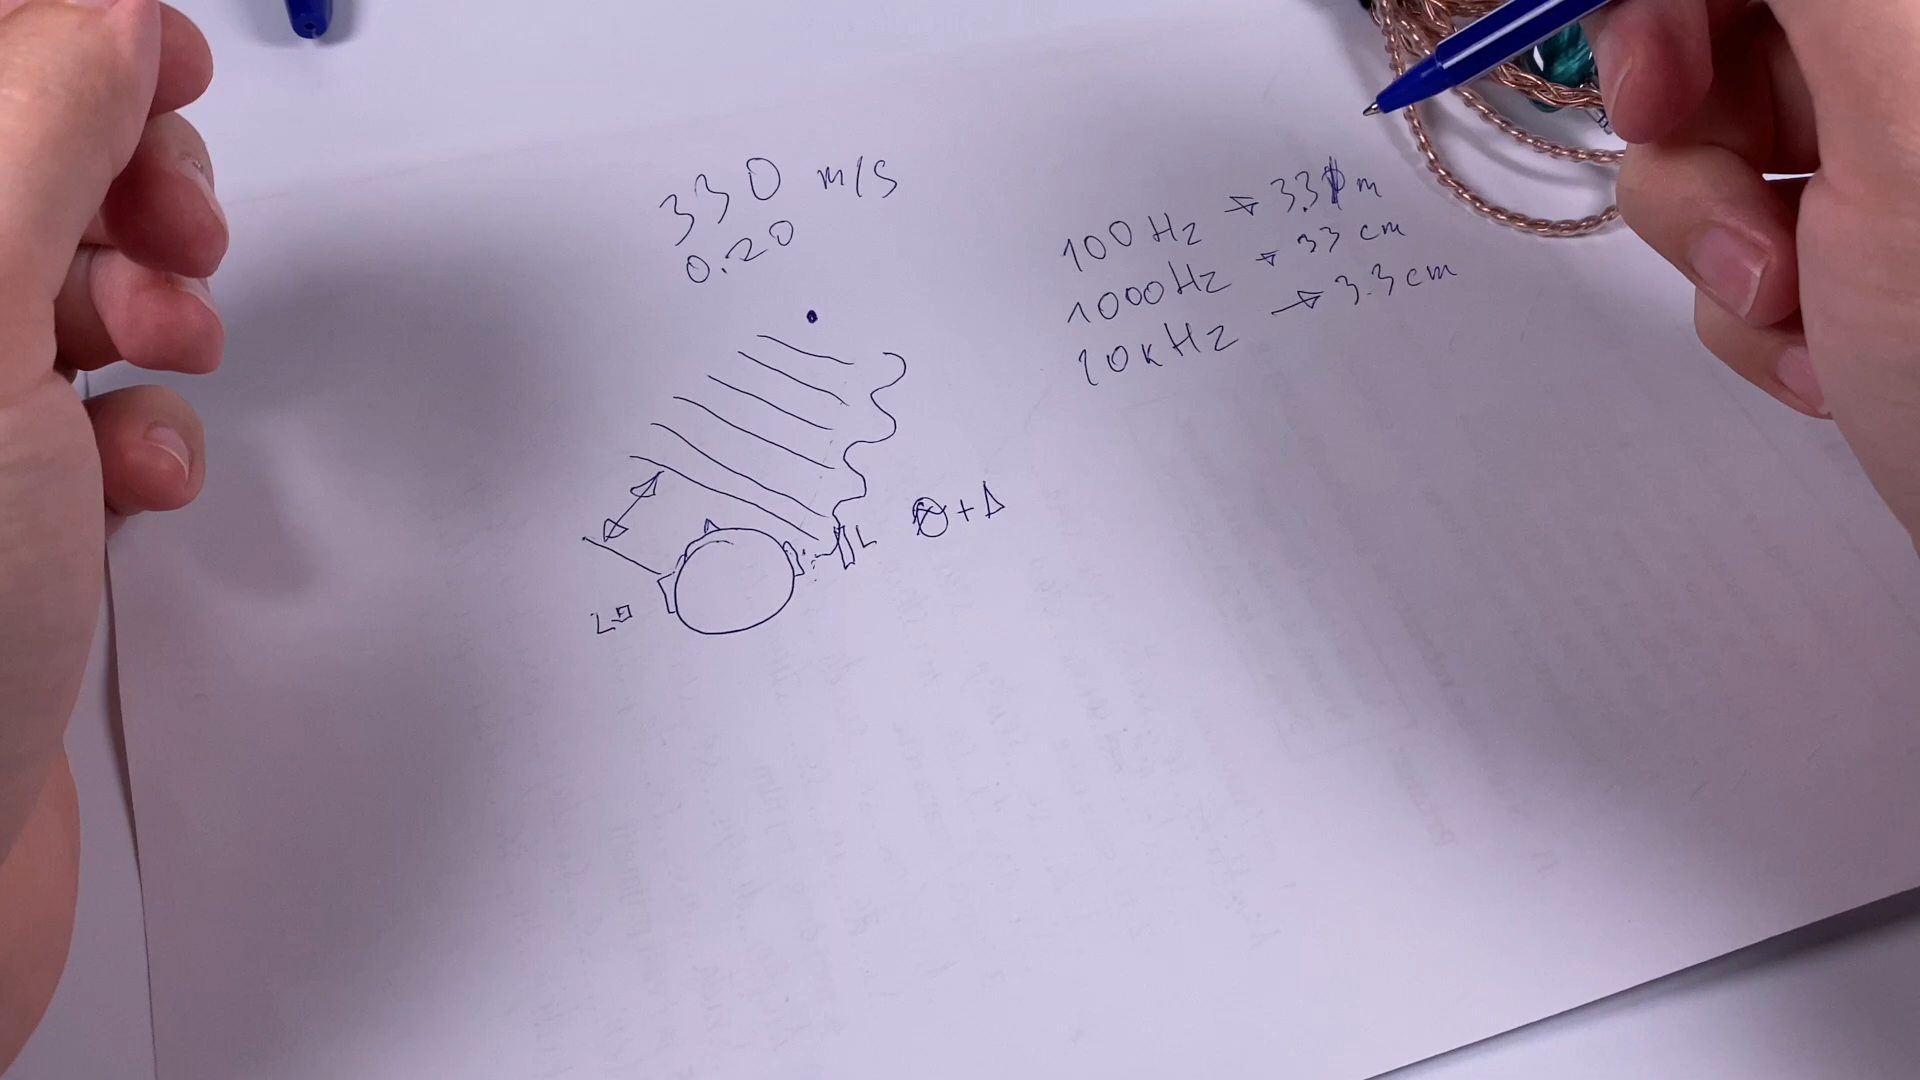 330 m/s
0.20
100 Hz → 3.3 m
1000 Hz → 33 cm
10 kHz → 3.3 cm
L
+ Δ
L